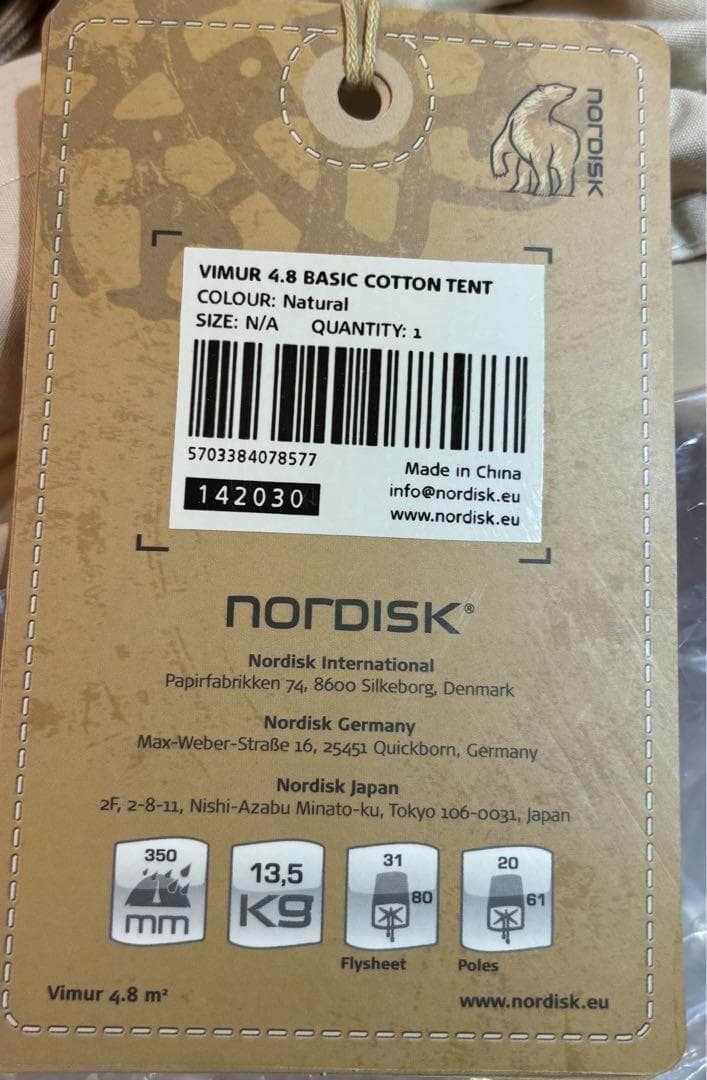 NORDISK
VIMUR 4.8 BASIC COTTON TENT
COLOUR: Natural
SIZE: N/A QUANTITY: 1
5703384078577
Made in China
142030
info@nordisk.eu
www.nordisk.eu
NORDISK®
Nordisk International
Papirfabrikken 74, 8600 Silkeborg, Denmark
Nordisk Germany
Max-Weber-Straße 16, 25451 Quickborn, Germany
Nordisk Japan
2F, 2-8-11, Nishi-Azabu Minato-ku, Tokyo 106-0031, Japan
350
mm
13,5
Kg
31
80
Flysheet
20
61
Poles
Vimur 4.8 m²
www.nordisk.eu